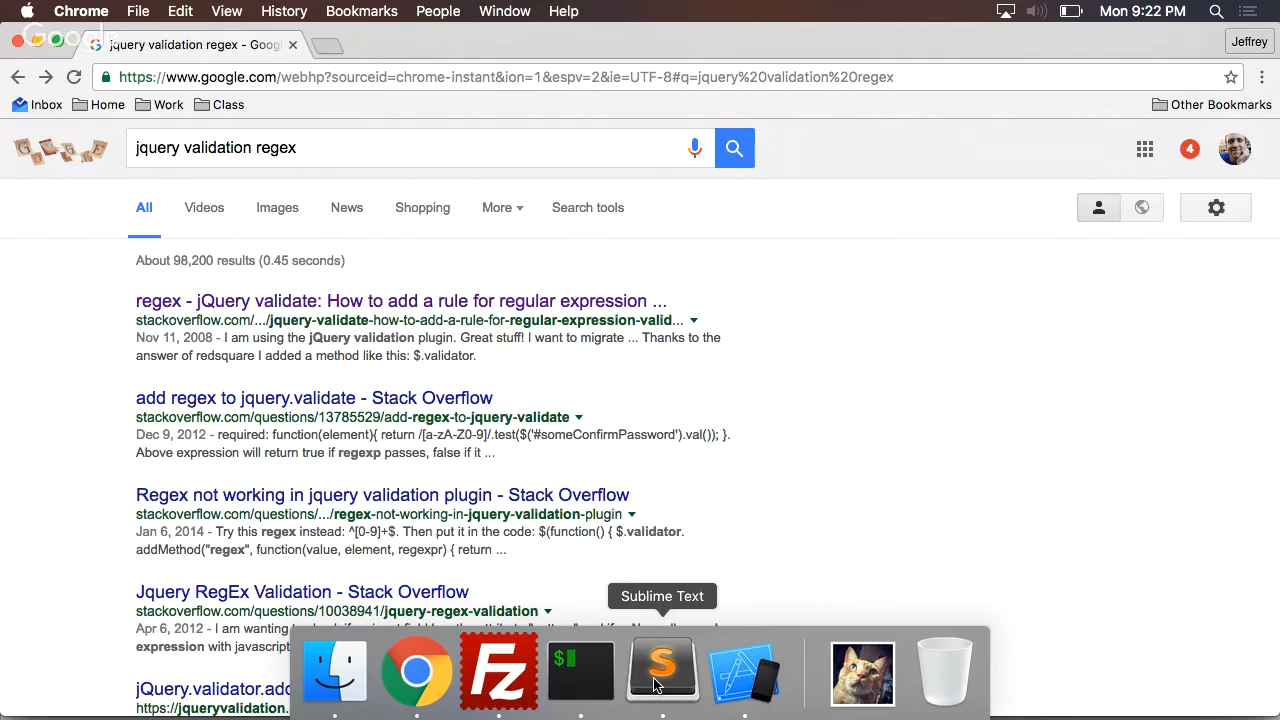 Chrome File Edit View History Bookmarks People Window Help Mon 9:22 PM
Google
jquery validation regex - Goog
Jeffrey
https://www.google.com/webhp?sourceid=chrome-instant&ion=1&espv=2&ie=UTF-8#q=jquery%20validation%20regex
Inbox Home Work Class Other Bookmarks
jquery validation regex
4
All Videos Images News Shopping More Search tools
About 98,200 results (0.45 seconds)
regex - jQuery validate: How to add a rule for regular expression ...
stackoverflow.com/.../jquery-validate-how-to-add-a-rule-for-regular-expression-valid...
Nov 11, 2008 - I am using the jQuery validation plugin. Great stuff! I want to migrate ... Thanks to the
answer of redsquare I added a method like this: $.validator.
add regex to jquery.validate - Stack Overflow
stackoverflow.com/questions/13785529/add-regex-to-jquery-validate
Dec 9, 2012 - required: function(element){ return /[a-zA-Z0-9]/.test($('#someConfirmPassword').val()); }.
Above expression will return true if regexp passes, false if it ...
Regex not working in jquery validation plugin - Stack Overflow
stackoverflow.com/questions/.../regex-not-working-in-jquery-validation-plugin
Jan 6, 2014 - Try this regex instead: ^[0-9]+$. Then put it in the code: $(function() { $.validator.
addMethod("regex", function(value, element, regexpr) { return ...
Jquery RegEx Validation - Stack Overflow
stackoverflow.com/questions/10038941/jquery-regex-validation
Sublime Text
Apr 6, 2012 - I am wanting
expression with javascript
jQuery.validator.add
https://jqueryvalidation.
Fz
$
S